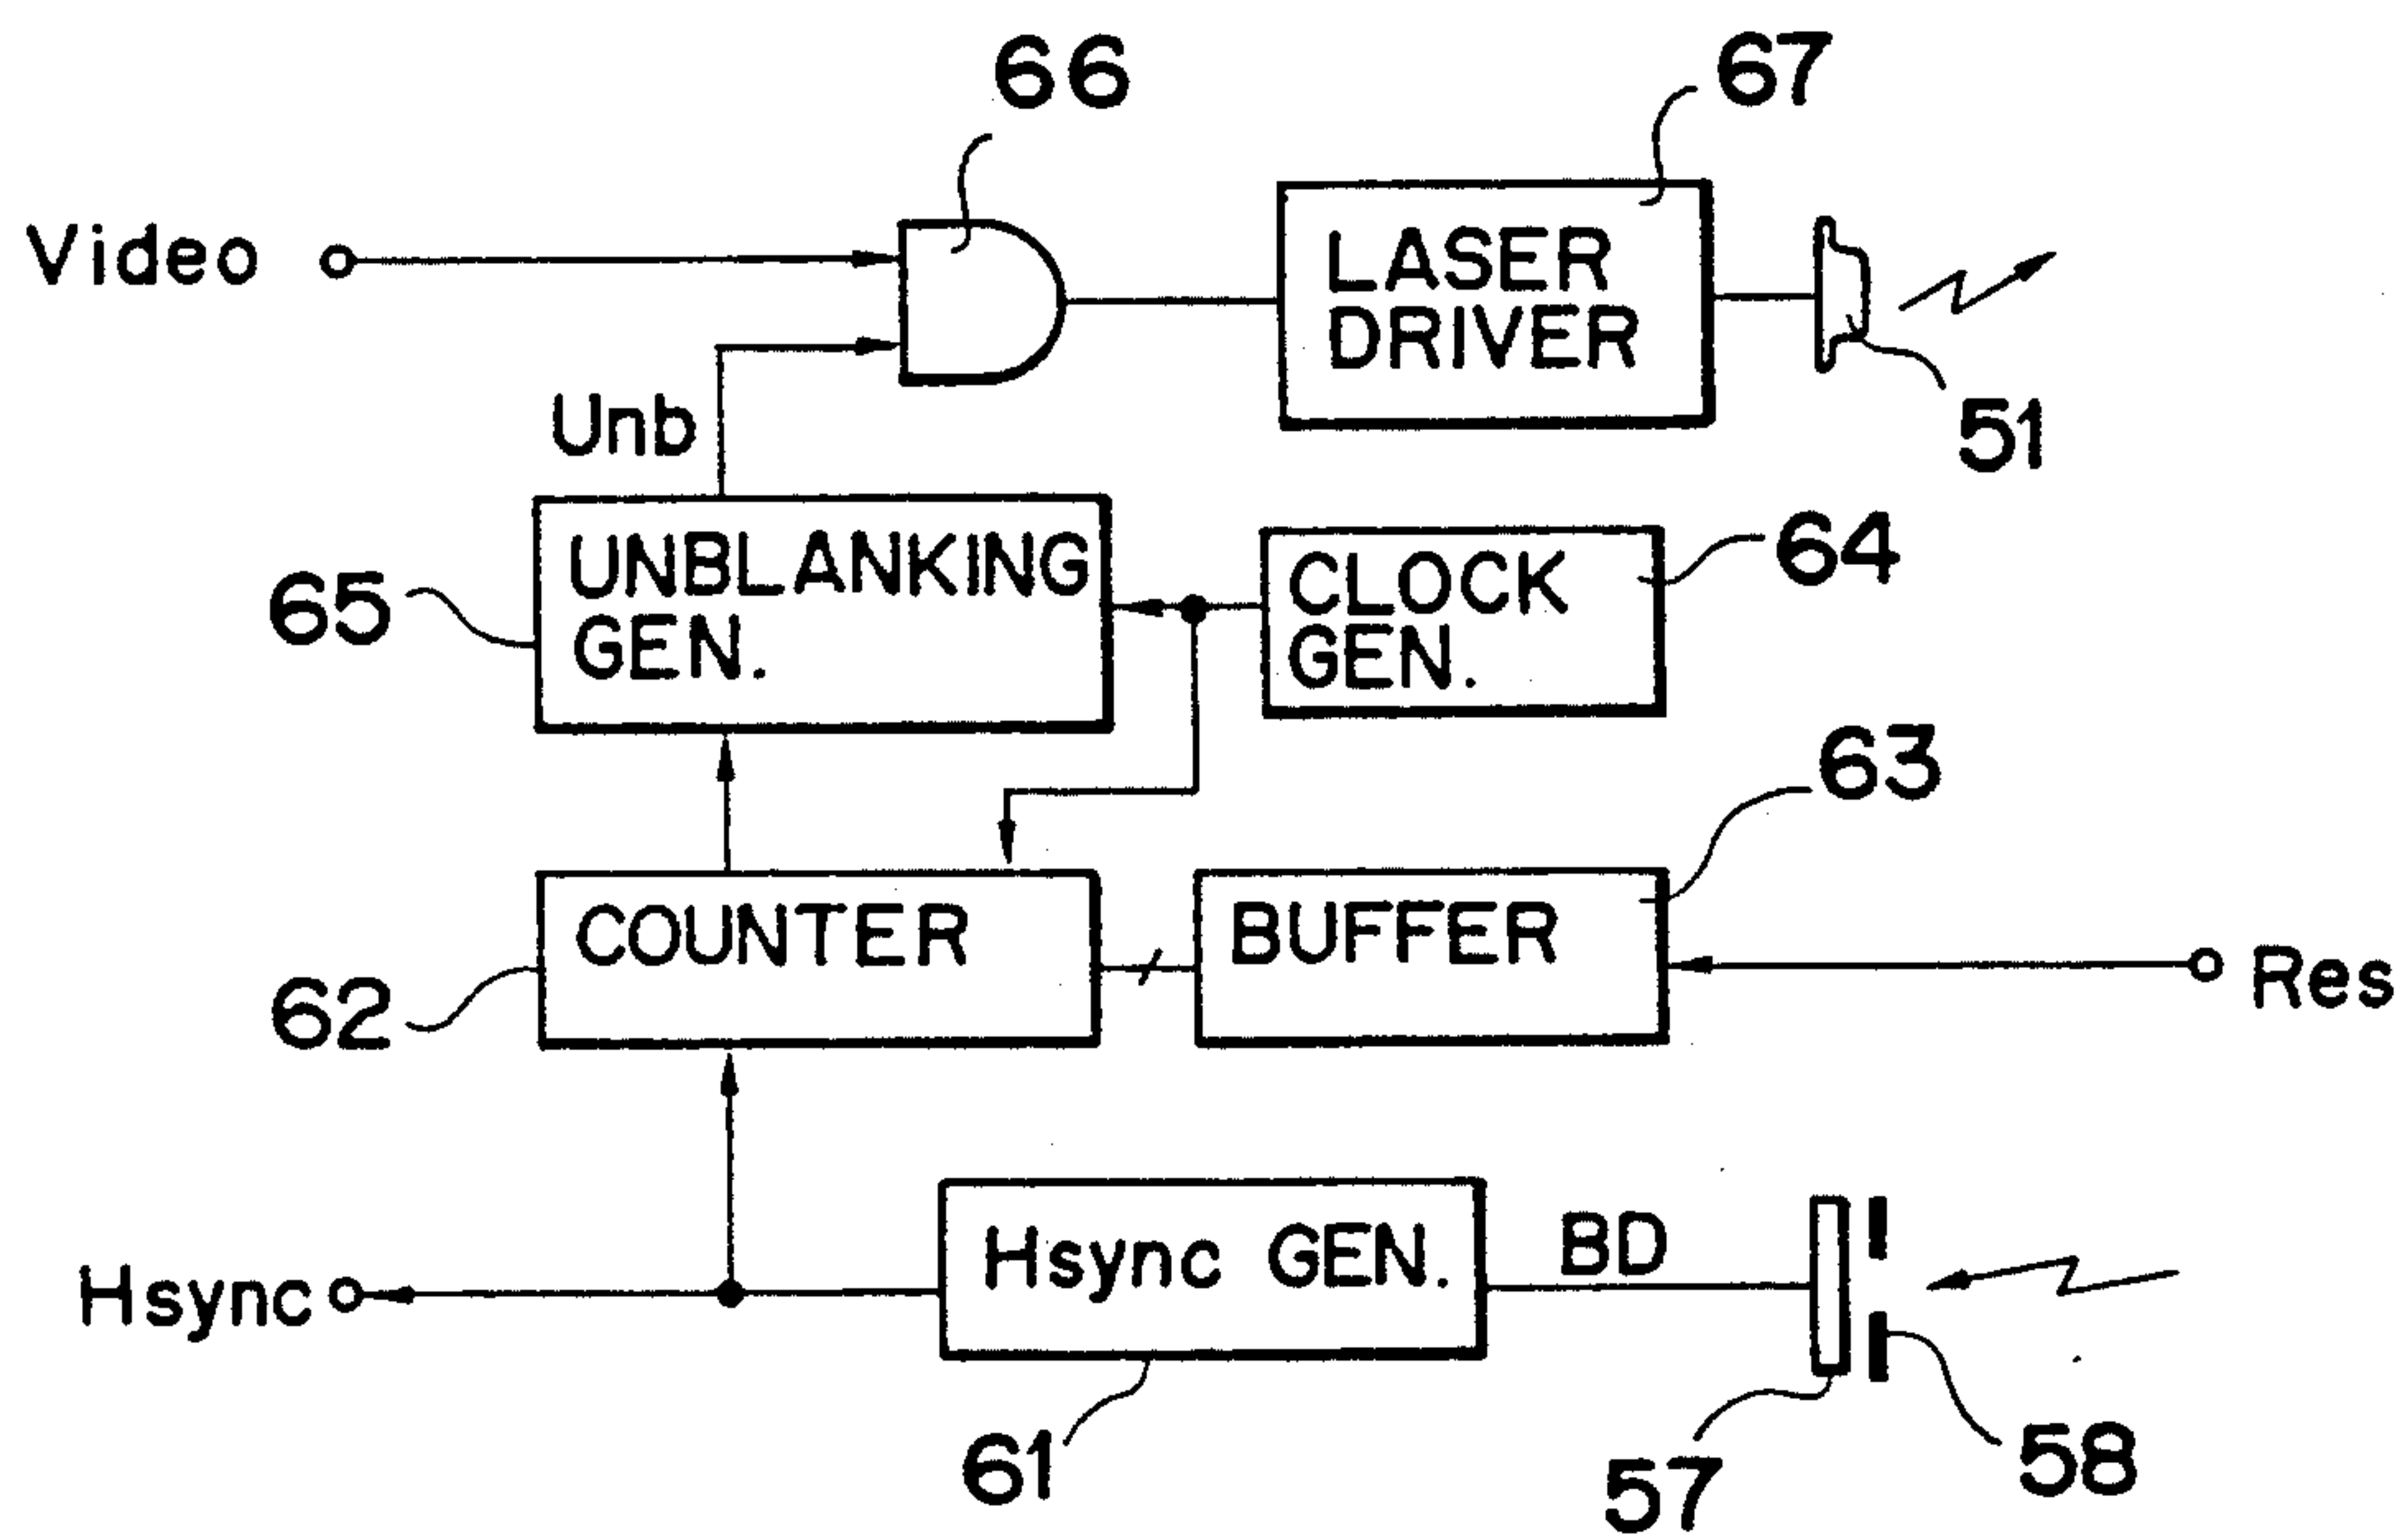 66
67
Video
LASER
DRIVER
51
Unb
UNBLANKING
GEN.
65
CLOCK
GEN.
64
63
COUNTER
BUFFER
62
Res
Hsync
Hsync GEN.
BD
61
57
58